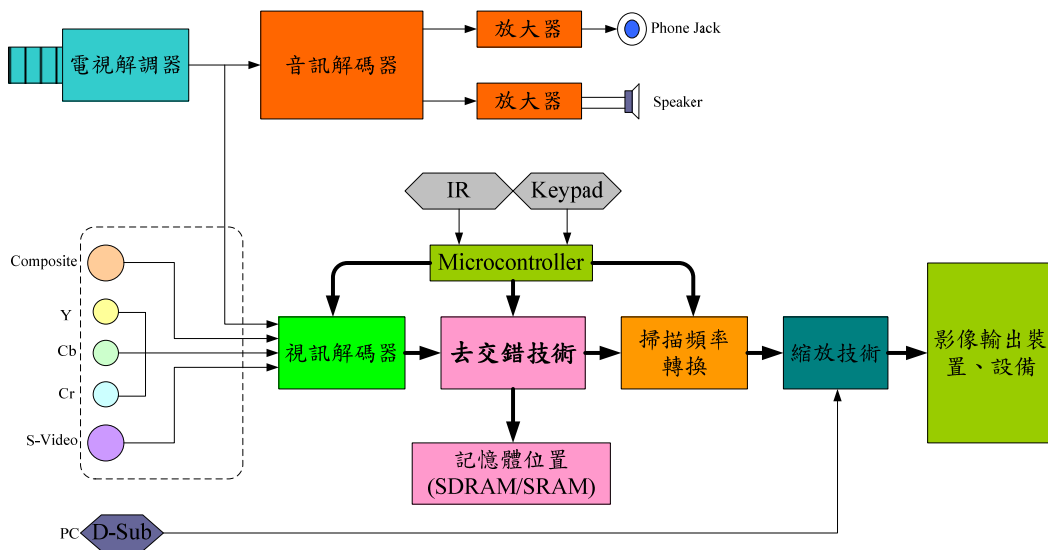 電視解調器
音訊解碼器
放大器
Phone Jack
放大器
Speaker
IR
Keypad
Microcontroller
Composite
Y
Cb
Cr
S-Video
視訊解碼器
去交錯技術
掃描頻率
轉換
縮放技術
影像輸出裝
置、設備
記憶體位置
(SDRAM/SRAM)
PC
D-Sub